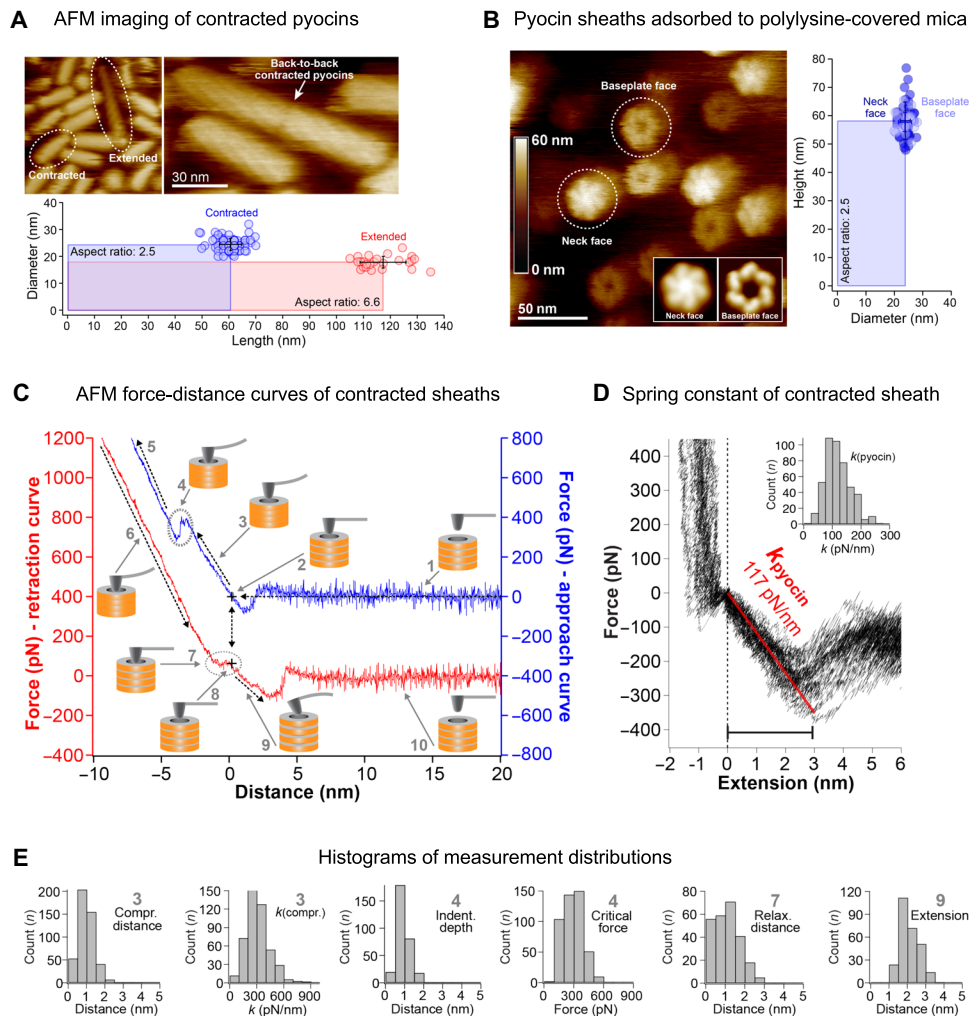 A AFM imaging of contracted pyocins
Back-to-back
contracted pyocins
Contracted
Extended
30 nm
Diameter (nm)
40
30
20
10
0
Contracted
Extended
Aspect ratio: 2.5
Aspect ratio: 6.6
0 10 20 30 40 50 60 70 80 90 100 110 120 130 140
Length (nm)
B Pyocin sheaths adsorbed to polylysine-covered mica
Baseplate face
60 nm
0 nm
Neck face
50 nm
Neck face
Baseplate face
Height (nm)
80
70
60
50
40
30
20
10
0
Neck
face
Baseplate
face
Aspect ratio: 2.5
0 10 20 30 40 50
Diameter (nm)
C AFM force-distance curves of contracted sheaths
Force (pN) - retraction curve
1200
1000
800
600
400
200
0
−200
−400
Force (pN) - approach curve
800
600
400
200
0
−200
−400
−600
−800
5
4
3
2
1
6
7
8
9
10
−10 −5 0 5 10 15 20
Distance (nm)
D Spring constant of contracted sheath
Force (pN)
400
300
200
100
0
−100
−200
−300
−400
Count (n)
100
80
60
40
20
0
k(pyocin)
0 100 200 300
k (pN/nm)
kpyocin
117 pN/nm
−2 −1 0 1 2 3 4 5 6
Extension (nm)
E Histograms of measurement distributions
Count (n)
200
150
100
50
0
3
Compr.
distance
0 1 2 3 4 5
Distance (nm)
Count (n)
150
120
90
60
30
0
3
k(compr.)
0 300 600 900
k (pN/nm)
Count (n)
150
100
50
0
4
Indent.
depth
0 1 2 3 4 5
Distance (nm)
Count (n)
150
120
90
60
30
0
4
Critical
force
0 300 600 900
Force (pN)
Count (n)
80
60
40
20
0
7
Relax.
distance
0 1 2 3 4 5
Distance (nm)
Count (n)
120
90
60
30
0
9
Extension
0 1 2 3 4 5
Distance (nm)